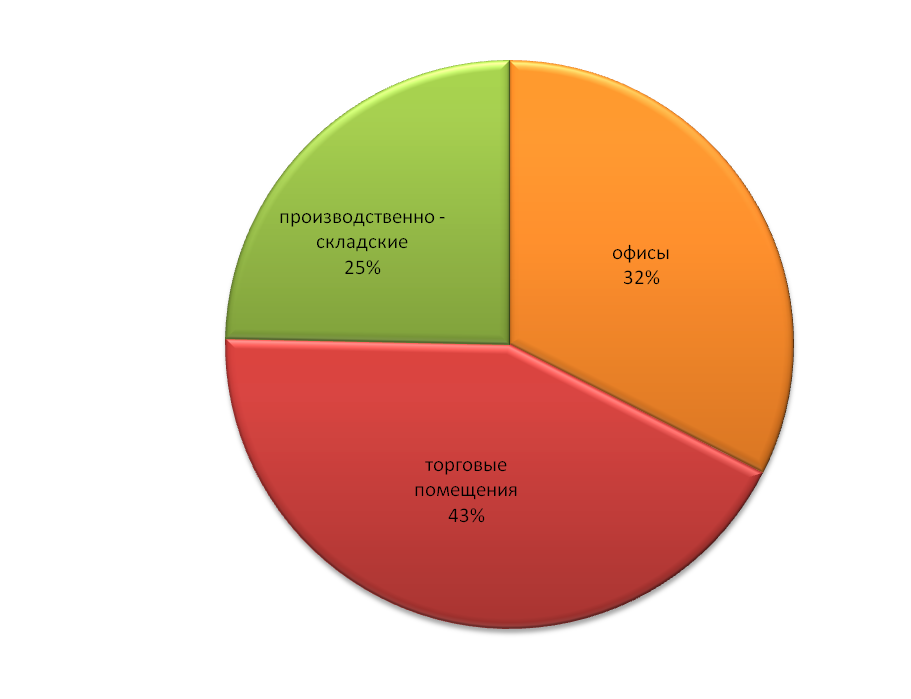 производственно -
складские
25%
офисы
32%
торговые
помещения
43%